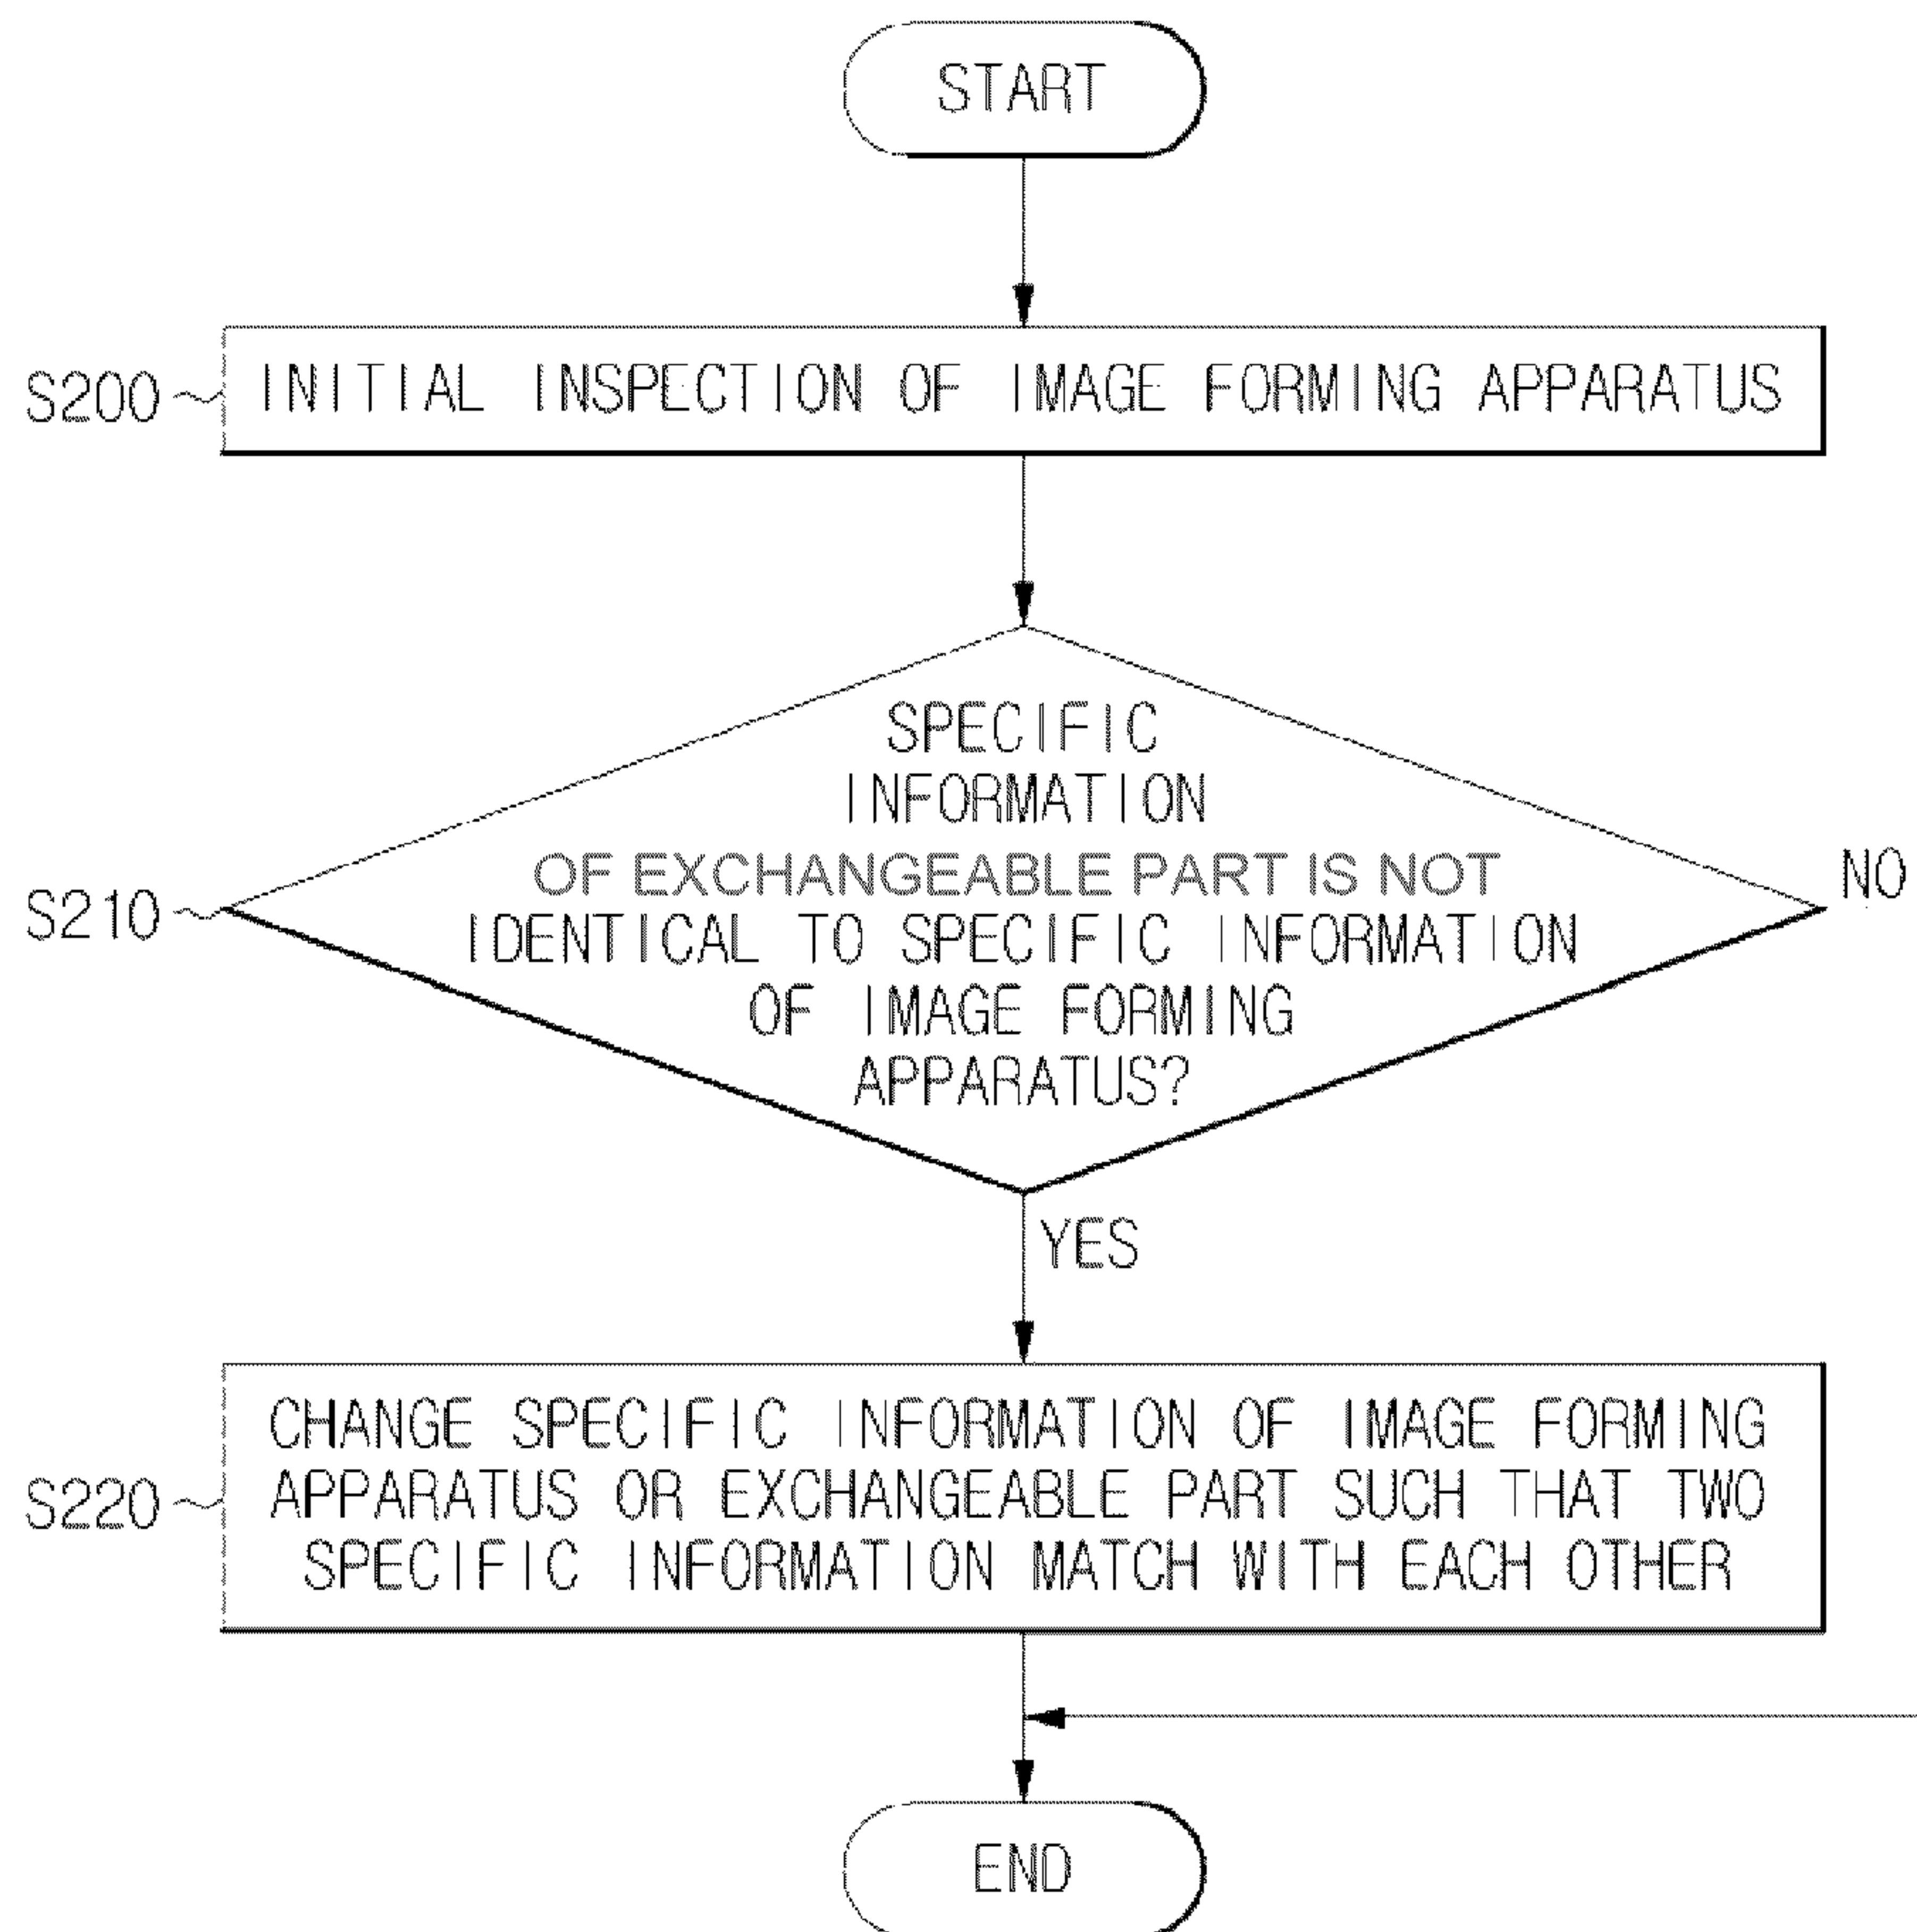 START
S200
INITIAL INSPECTION OF IMAGE FORMING APPARATUS
SPECIFIC
INFORMATION
OF EXCHANGEABLE PART IS NOT
IDENTICAL TO SPECIFIC INFORMATION
OF IMAGE FORMING
APPARATUS?
S210
NO
YES
S220
CHANGE SPECIFIC INFORMATION OF IMAGE FORMING
APPARATUS OR EXCHANGEABLE PART SUCH THAT TWO
SPECIFIC INFORMATION MATCH WITH EACH OTHER
END